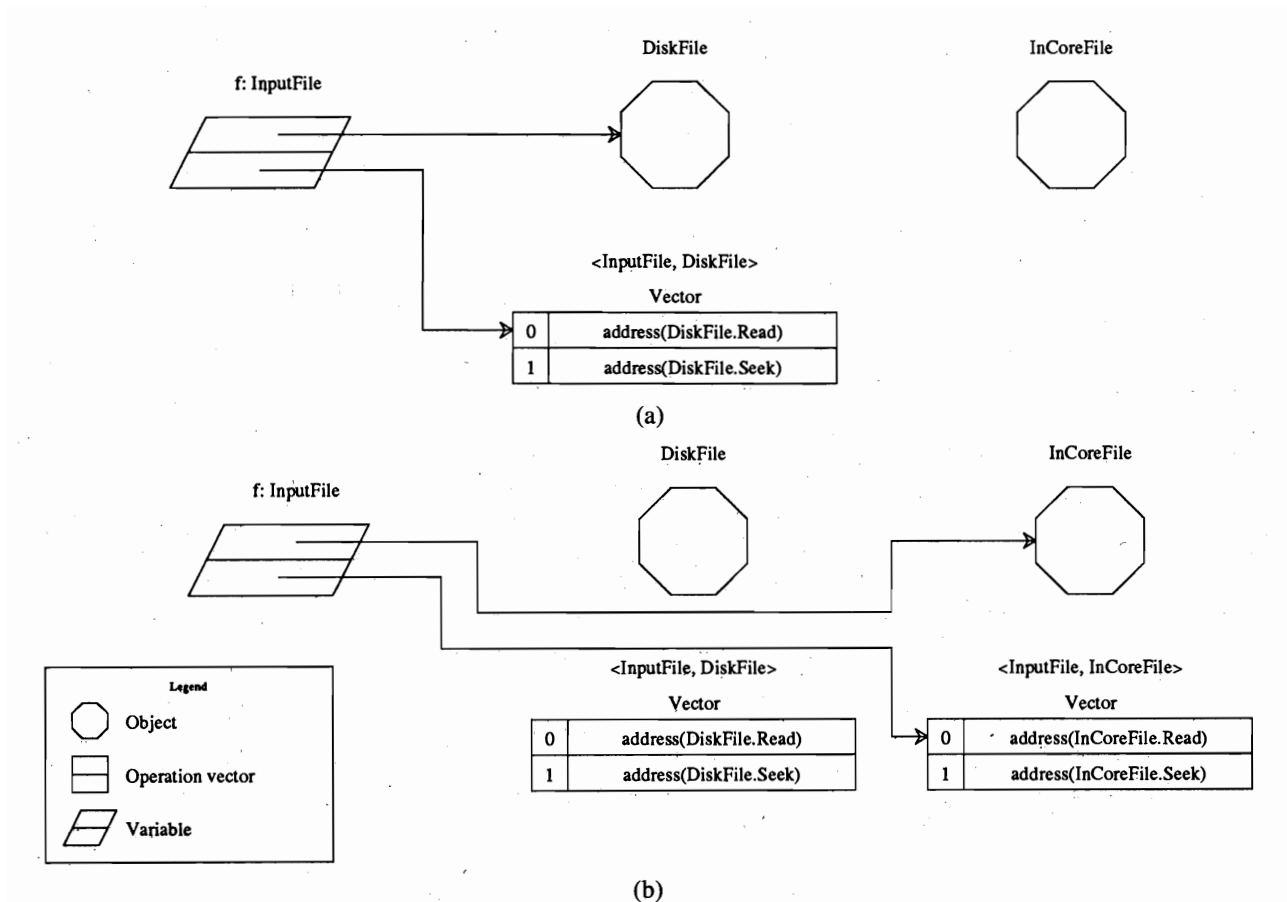 DiskFile
InCoreFile
f: InputFile
<InputFile, DiskFile>
Vector
0 address(DiskFile.Read)
1 address(DiskFile.Seek)
(a)
DiskFile
InCoreFile
f: InputFile
<InputFile, DiskFile>
<InputFile, InCoreFile>
Vector
Vector
0 address(DiskFile.Read)
1 address(DiskFile.Seek)
0 address(InCoreFile.Read)
1 address(InCoreFile.Seek)
Legend
Object
Operation vector
Variable
(b)